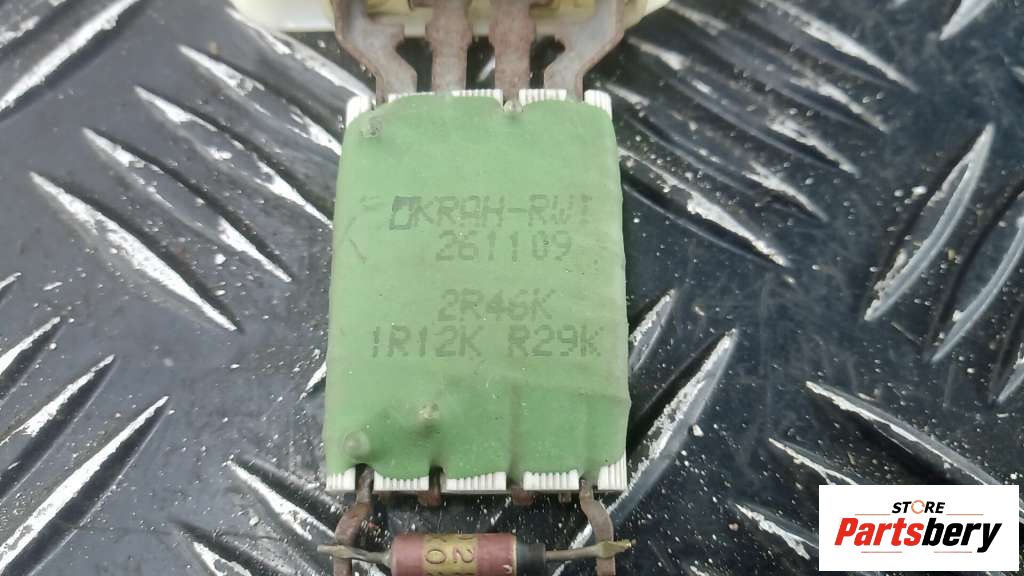 KRAH-RWI
261109
2R46K
1R12K R29K
STORE
Partsbery